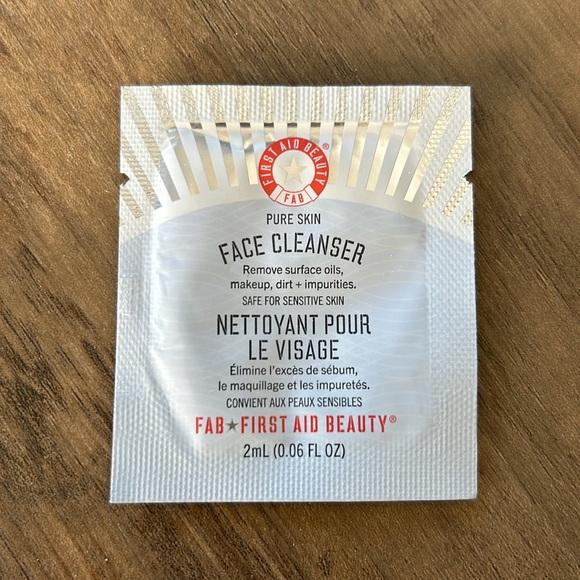 FIRST AID BEAUTY®
FAB
PURE SKIN
FACE CLEANSER
Remove surface oils,
makeup, dirt + impurities.
SAFE FOR SENSITIVE SKIN
NETTOYANT POUR
LE VISAGE
Élimine l'excès de sébum,
le maquillage et les impuretés.
CONVIENT AUX PEAUX SENSIBLES
FAB★FIRST AID BEAUTY®
2mL (0.06 FL OZ)